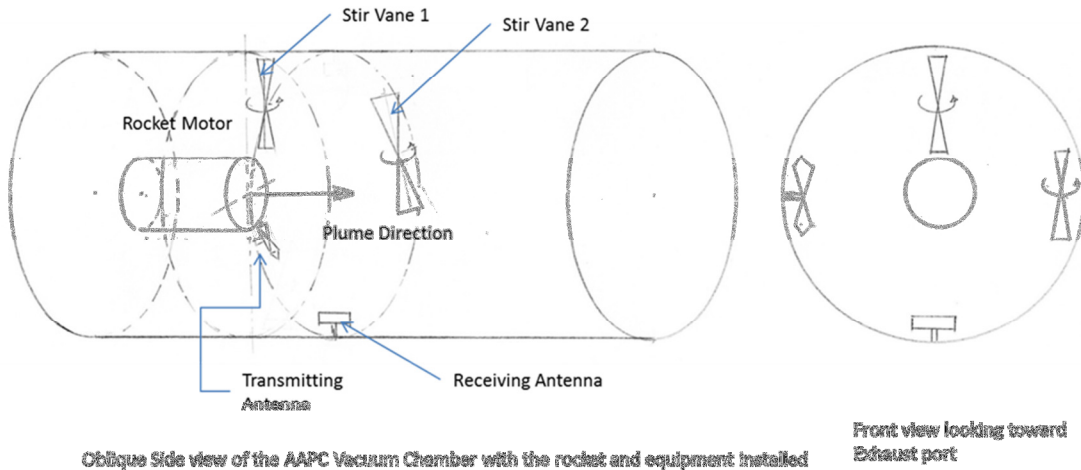 Stir Vane 1
Stir Vane 2
Rocket Motor
Plume Direction
Transmitting
Antenna
Receiving Antenna
Front view looking toward
Exhaust port
Oblique Side view of the AAPC Vacuum Chamber with the rocket and equipment installed